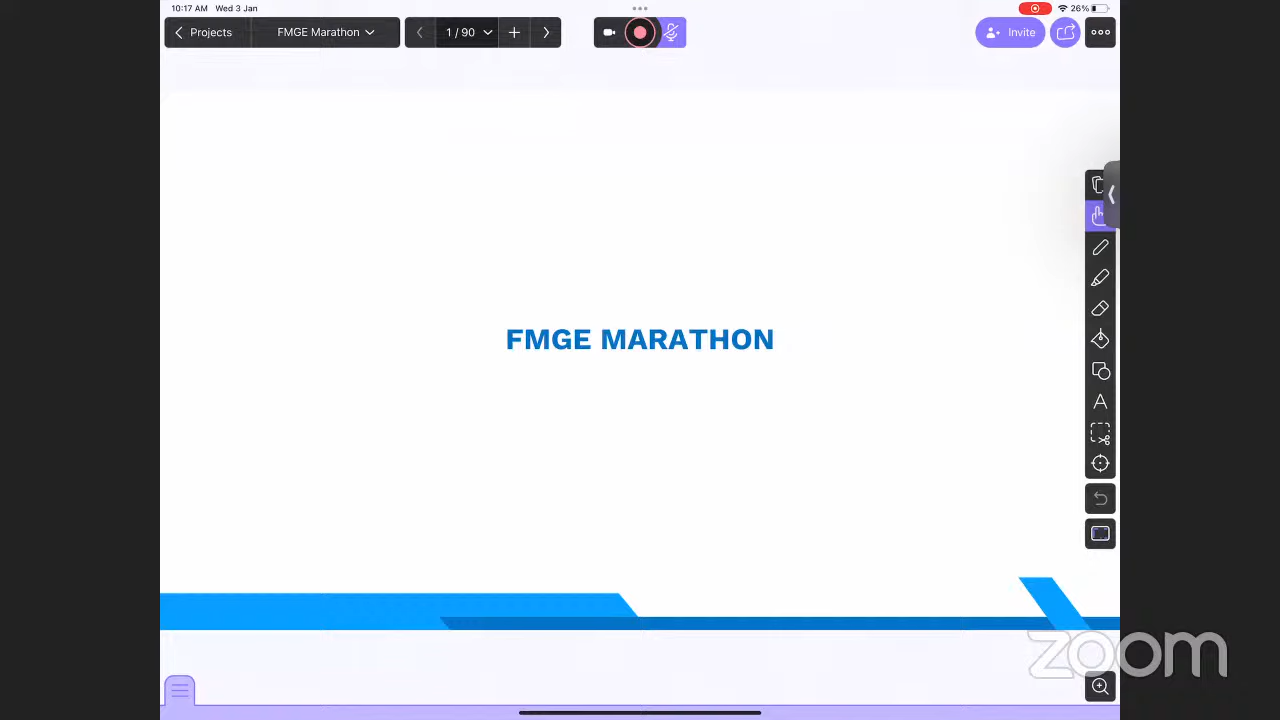 10:17 AM Wed 3 Jan
26%
Projects
FMGE Marathon
1 / 90
Invite
FMGE MARATHON
zoom